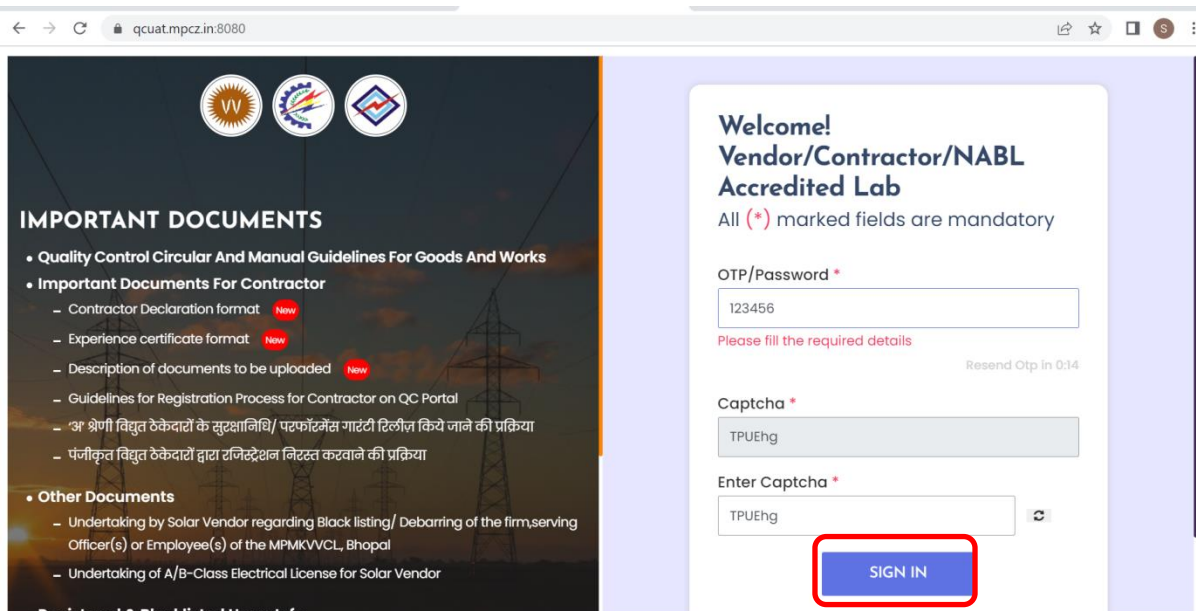 qcuat.mpcz.in:8080
S
IMPORTANT DOCUMENTS
• Quality Control Circular And Manual Guidelines For Goods And Works
• Important Documents For Contractor
– Contractor Declaration format New
– Experience certificate format New
– Description of documents to be uploaded New
– Guidelines for Registration Process for Contractor on QC Portal
– 'अ' श्रेणी विद्युत ठेकेदारों के सुरक्षानिधि/ परफॉरमेंस गारंटी रिलीज़ किये जाने की प्रक्रिया
– पंजीकृत विद्युत ठेकेदारों द्वारा रजिस्ट्रेशन निरस्त करवाने की प्रक्रिया
• Other Documents
– Undertaking by Solar Vendor regarding Black listing/ Debarring of the firm,serving
Officer(s) or Employee(s) of the MPMKVVCL, Bhopal
– Undertaking of A/B-Class Electrical License for Solar Vendor
Welcome!
Vendor/Contractor/NABL
Accredited Lab
All (*) marked fields are mandatory
OTP/Password *
123456
Please fill the required details
Resend Otp in 0:14
Captcha *
TPUEhg
Enter Captcha *
TPUEhg
SIGN IN